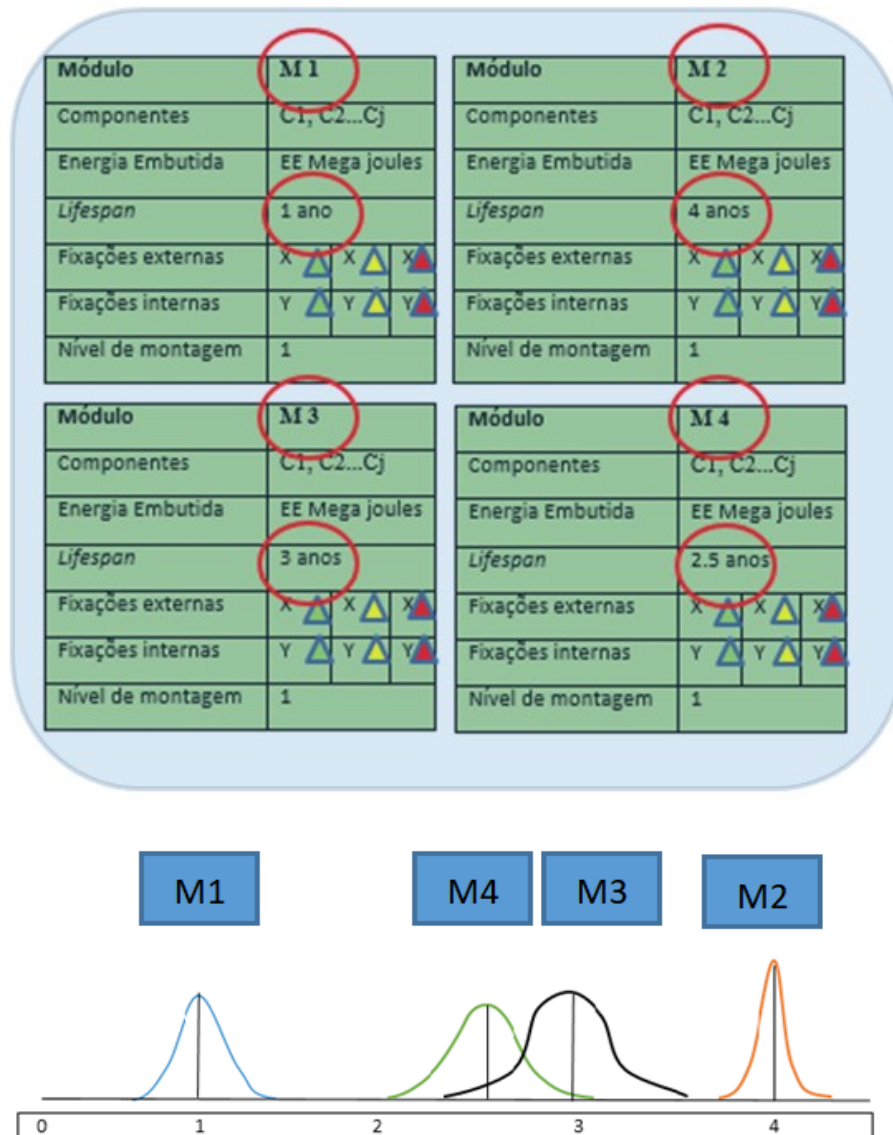 Módulo M 1
Componentes C1, C2...Cj
Energia Embutida EE Mega joules
Lifespan 1 ano
Fixações externas X X X
Fixações internas Y Y Y
Nível de montagem 1
Módulo M 2
Componentes C1, C2...Cj
Energia Embutida EE Mega joules
Lifespan 4 anos
Fixações externas X X X
Fixações internas Y Y Y
Nível de montagem 1
Módulo M 3
Componentes C1, C2...Cj
Energia Embutida EE Mega joules
Lifespan 3 anos
Fixações externas X X X
Fixações internas Y Y Y
Nível de montagem 1
Módulo M 4
Componentes C1, C2...Cj
Energia Embutida EE Mega joules
Lifespan 2.5 anos
Fixações externas X X X
Fixações internas Y Y Y
Nível de montagem 1
M1 M4 M3 M2
0 1 2 3 4